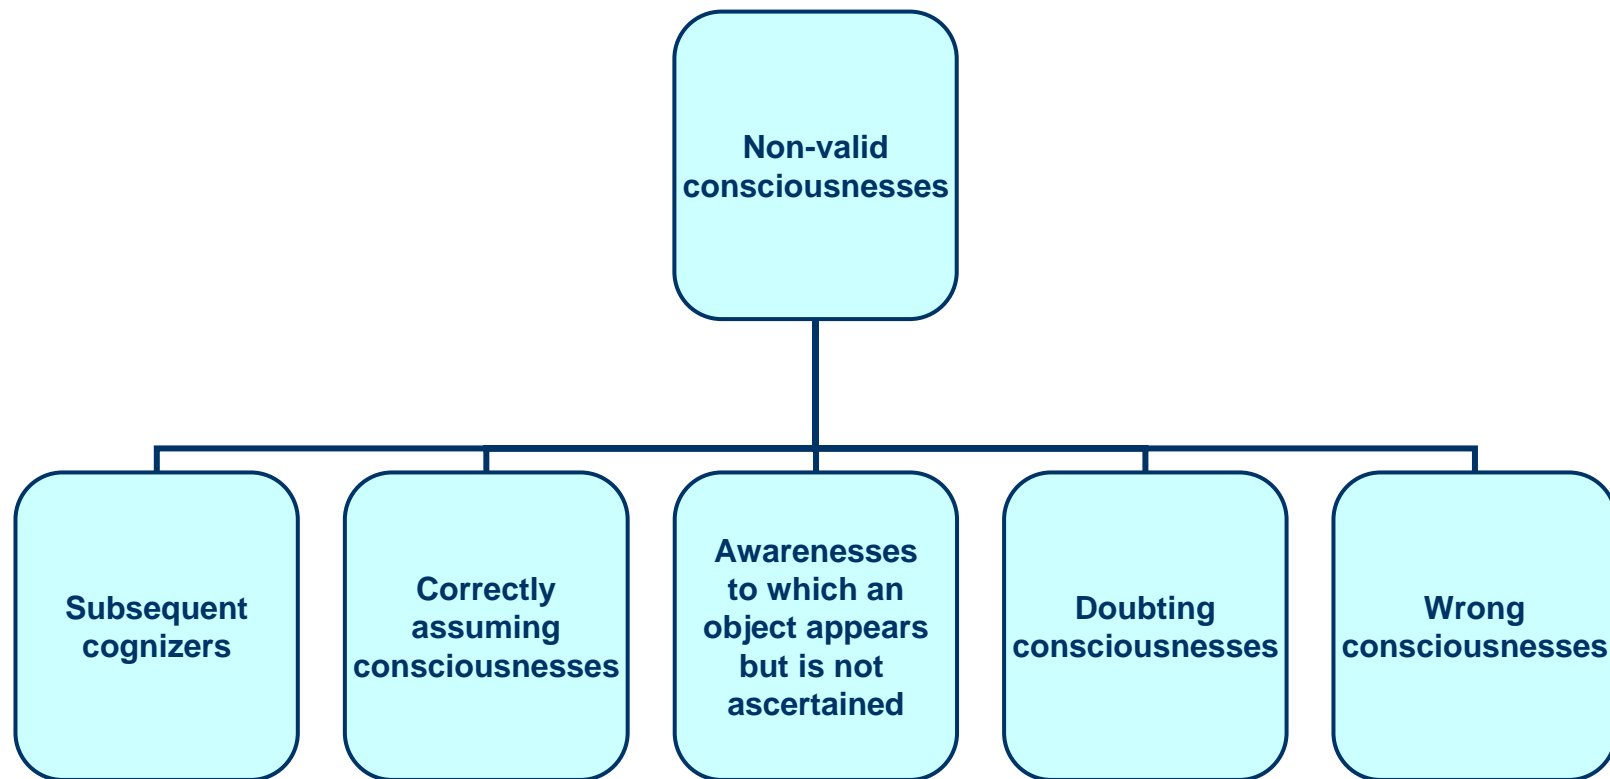 Non-valid
consciousnesses
Subsequent
cognizers
Correctly
assuming
consciousnesses
Awarenesses
to which an
object appears
but is not
ascertained
Doubting
consciousnesses
Wrong
consciousnesses